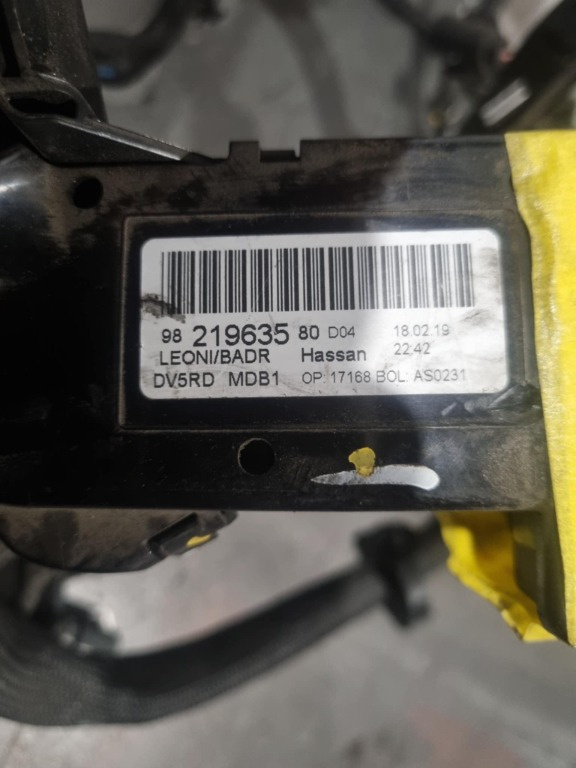 98 219635 80 D04 18.02.19
LEONI/BADR Hassan 22:42
DV5RD MDB1 OP: 17168 BOL: AS0231